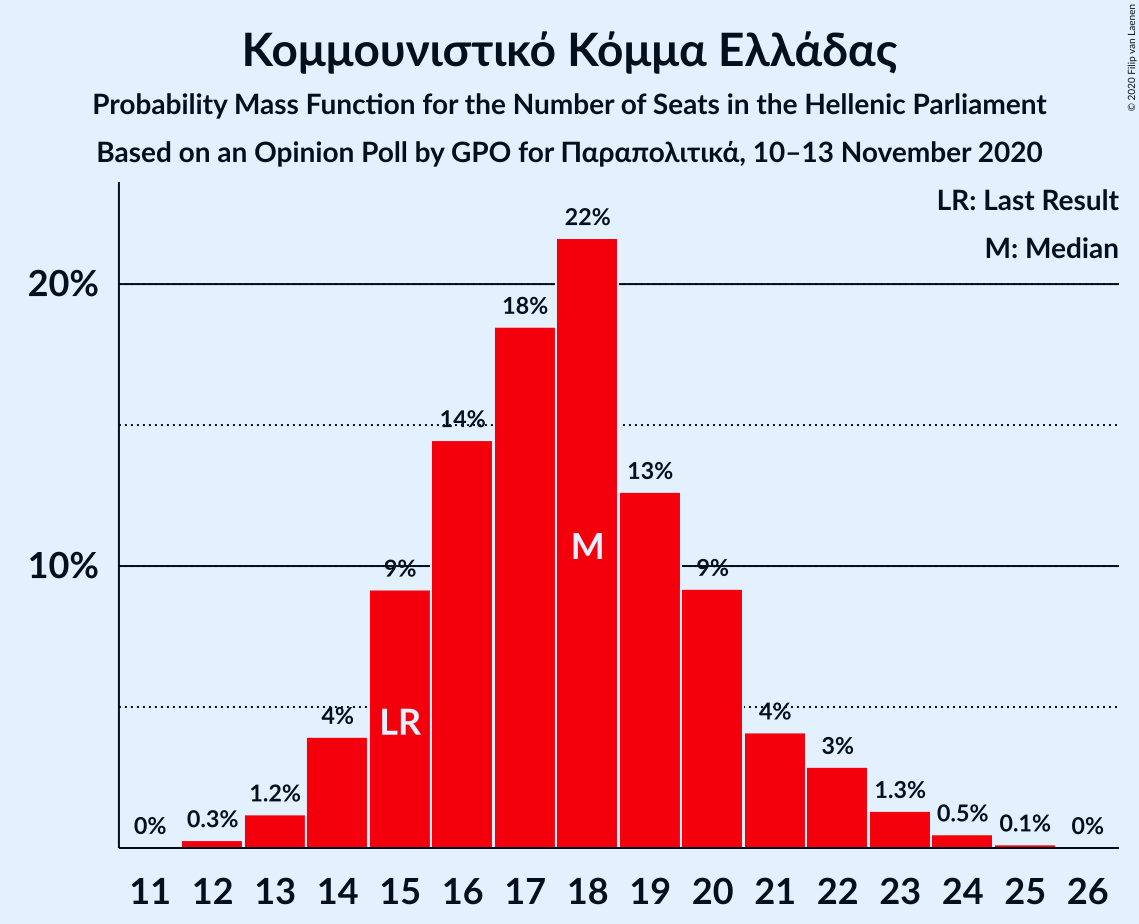 Κομμουνιστικό Κόμμα Ελλάδας
Probability Mass Function for the Number of Seats in the Hellenic Parliament
Based on an Opinion Poll by GPO for Παραπολιτικά, 10–13 November 2020
© 2020 Filip van Laenen
LR: Last Result
M: Median
20%
10%
0%
0.3%
1.2%
4%
9%
14%
18%
22%
13%
9%
4%
3%
1.3%
0.5%
0.1%
0%
LR
M
11 12 13 14 15 16 17 18 19 20 21 22 23 24 25 26